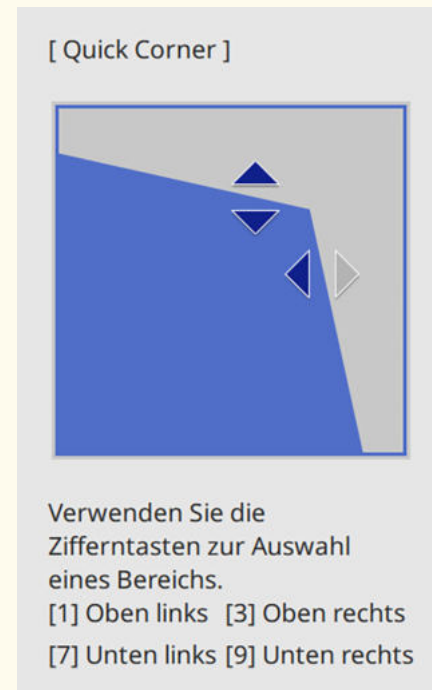 [ Quick Corner ]
Verwenden Sie die
Zifferntasten zur Auswahl
eines Bereichs.
[1] Oben links [3] Oben rechts
[7] Unten links [9] Unten rechts